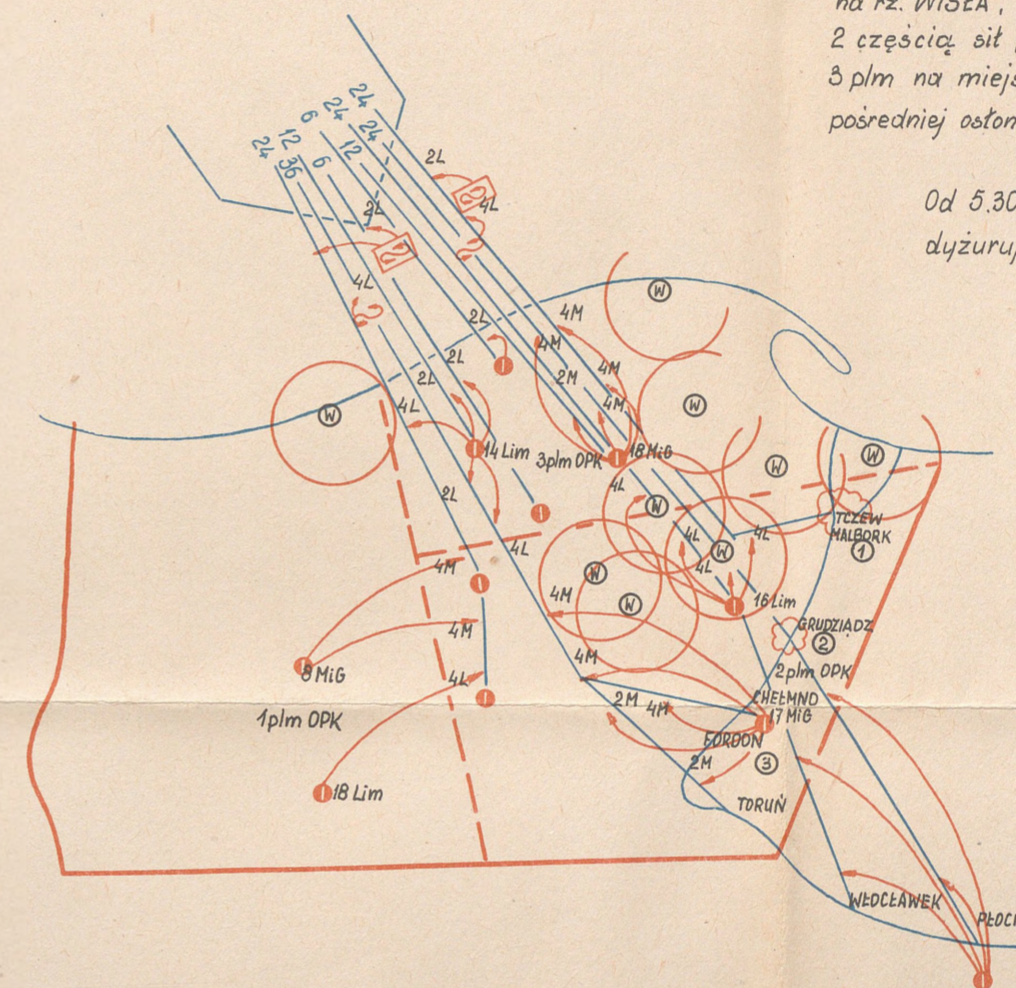 na rz. WISŁA,
2 częścią sił
3 plm na miejs
pośredniej osłon
Od 5.30
dyżuru
24
24
6
24
12
12
36
6
24
2L
4L
2L
4L
2L
4M
4M
4M
2M
4M
2L
2L
4L
14 Lim
3plm OPK
18 MiG
4L
2L
4L
4L
4L
4L
W
W
W
W
W
W
W
W
W
TCZEW
MALBORK
1
4M
4M
16 Lim
GRUDZIĄDZ
2
4M
4M
2plm OPK
8 MiG
4L
2M
4M
CHEŁMNO
17 MiG
1plm OPK
FORDON
3
2M
18 Lim
TORUŃ
WŁOCŁAWEK
PŁOC